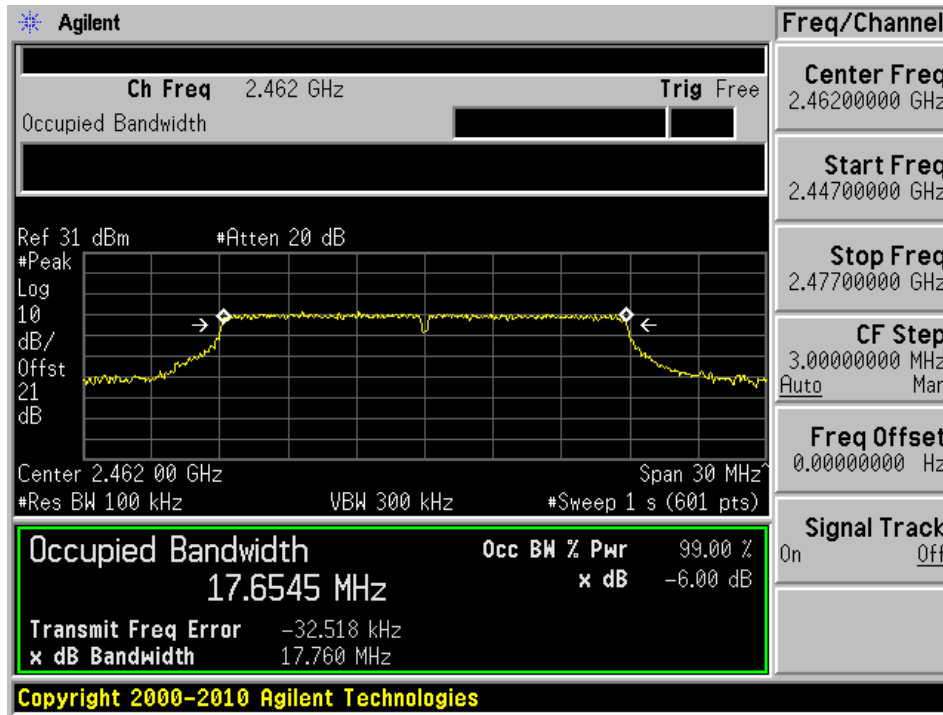 Agilent
Freq/Channel
Ch Freq 2.462 GHz Trig Free
Occupied Bandwidth
Center Freq
2.46200000 GHz
Start Freq
2.44700000 GHz
Stop Freq
2.47700000 GHz
CF Step
3.00000000 MHz
Auto Man
Freq Offset
0.00000000 Hz
Signal Track
On Off
Ref 31 dBm #Atten 20 dB
#Peak
Log
10
dB/
Offst
21
dB
Center 2.462 00 GHz Span 30 MHz^
#Res BW 100 kHz VBW 300 kHz #Sweep 1 s (601 pts)
Occupied Bandwidth Occ BW % Pwr 99.00 %
17.6545 MHz x dB -6.00 dB
Transmit Freq Error -32.518 kHz
x dB Bandwidth 17.760 MHz
Copyright 2000-2010 Agilent Technologies